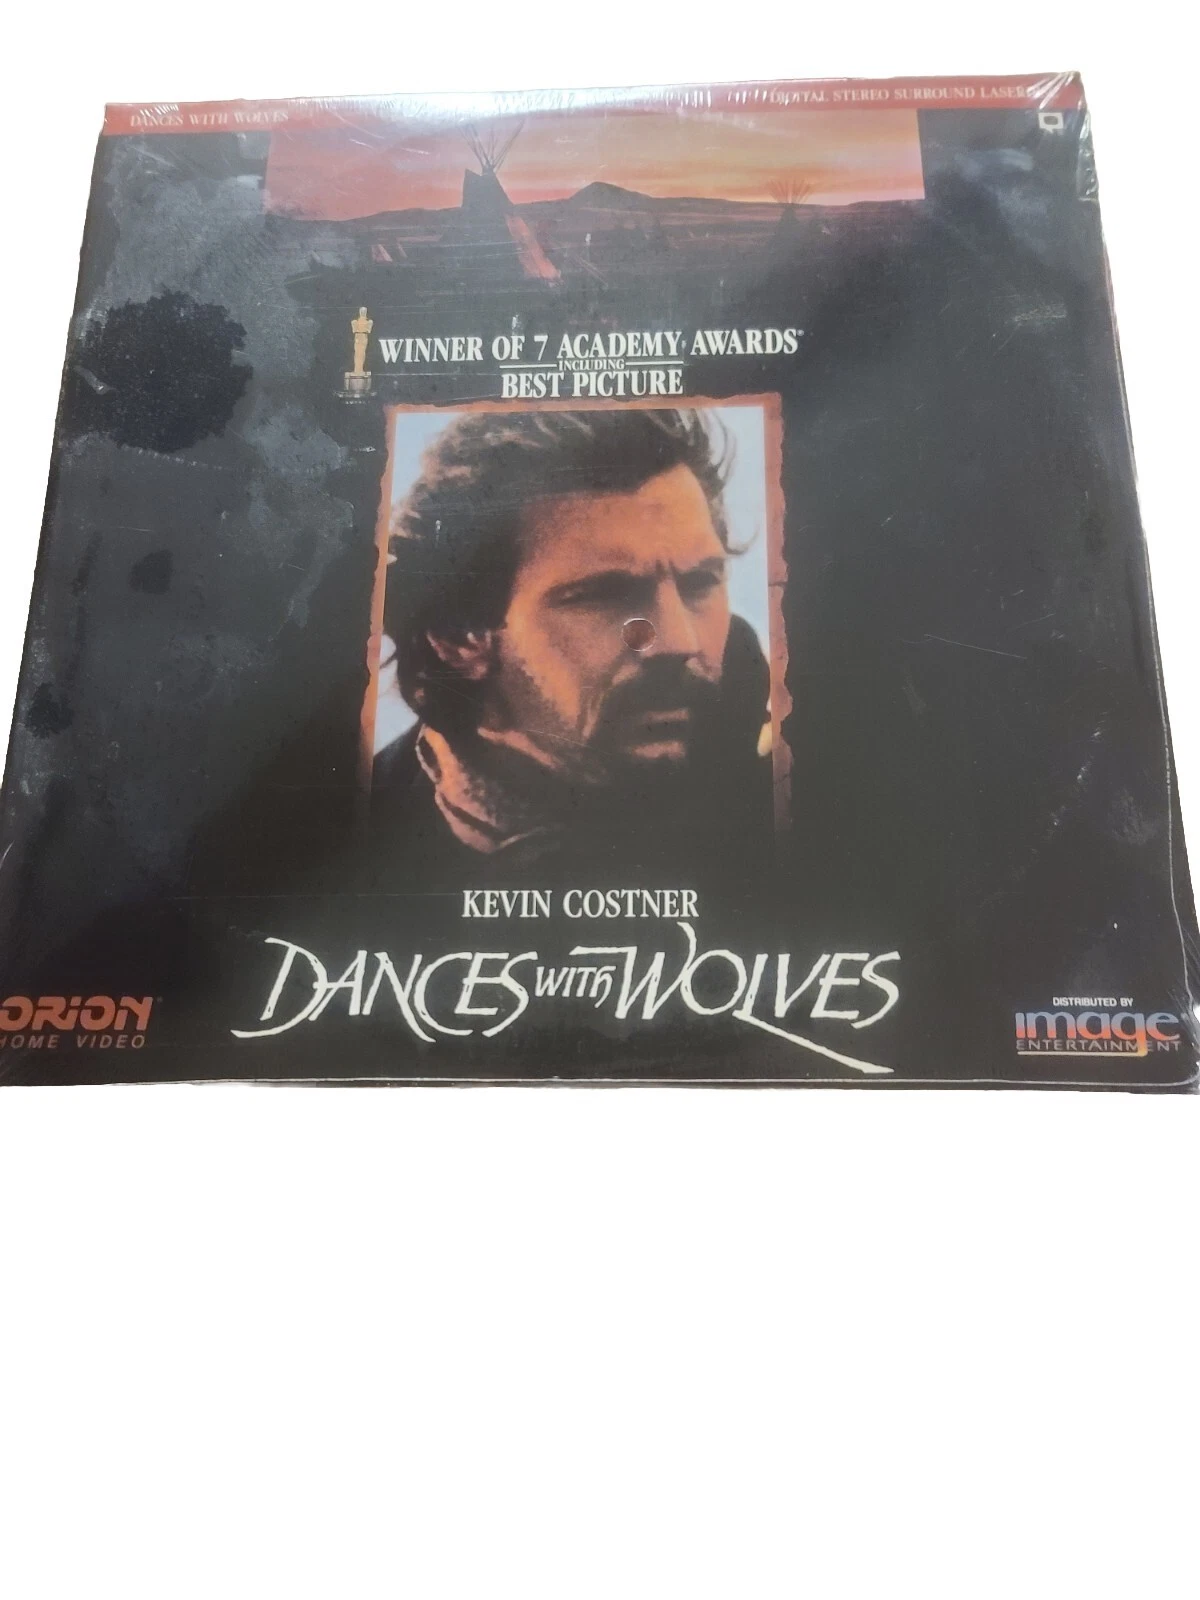 DANCES WITH WOLVES
DIGITAL STEREO SURROUND LASER
WINNER OF 7 ACADEMY AWARDS®
INCLUDING
BEST PICTURE
KEVIN COSTNER
DANCES WITH WOLVES
ORION®
HOME VIDEO
DISTRIBUTED BY
image
ENTERTAINMENT